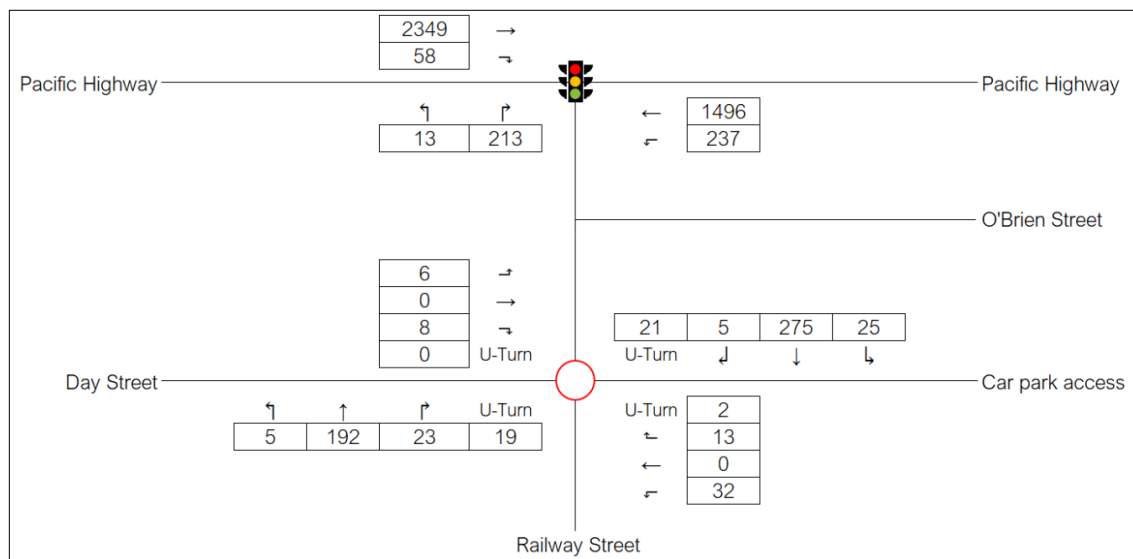 2349 →
58 ↴
Pacific Highway
Pacific Highway
↰ ↱
13 213
← 1496
↲ 237
O'Brien Street
6
0 →
8
0 U-Turn
21 5 275 25
U-Turn ↲ ↓ ↳
Day Street
Car park access
↰ ↑ ↱ U-Turn
5 192 23 19
U-Turn 2
13
← 0
32
Railway Street